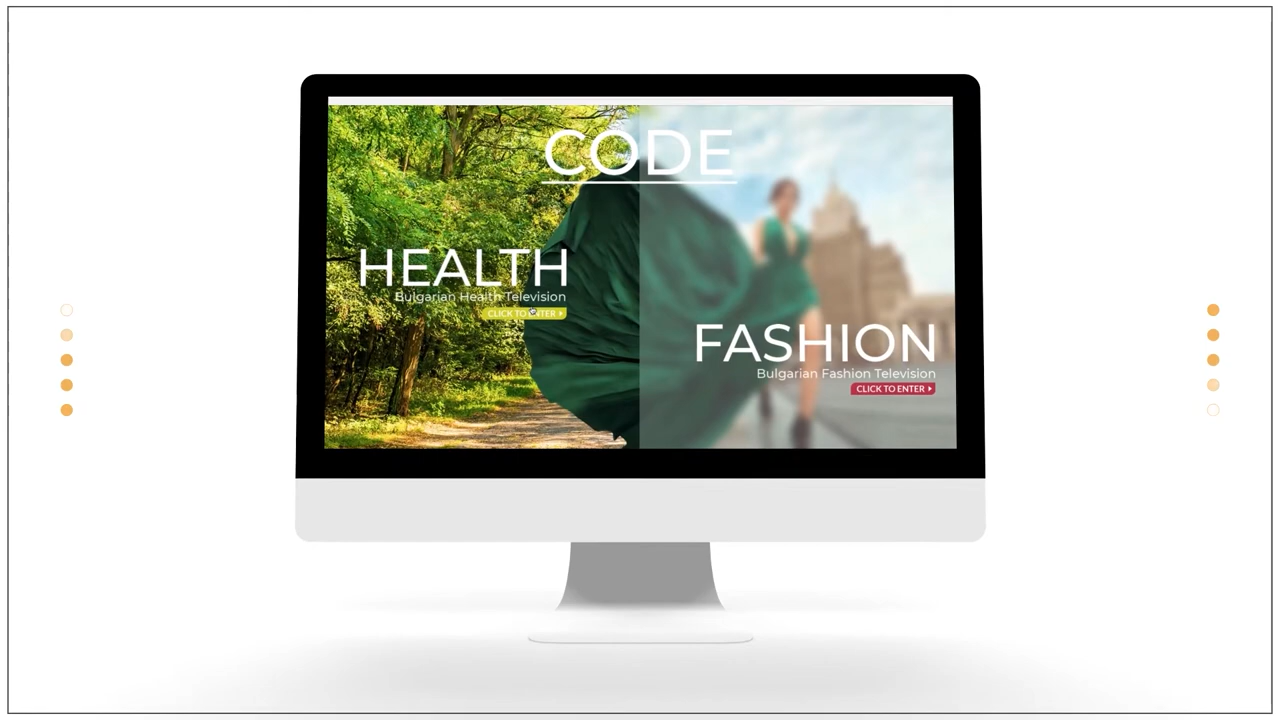 CODE
HEALTH
Bulgarian Health Television
CLICK TO ENTER
FASHION
Bulgarian Fashion Television
CLICK TO ENTER